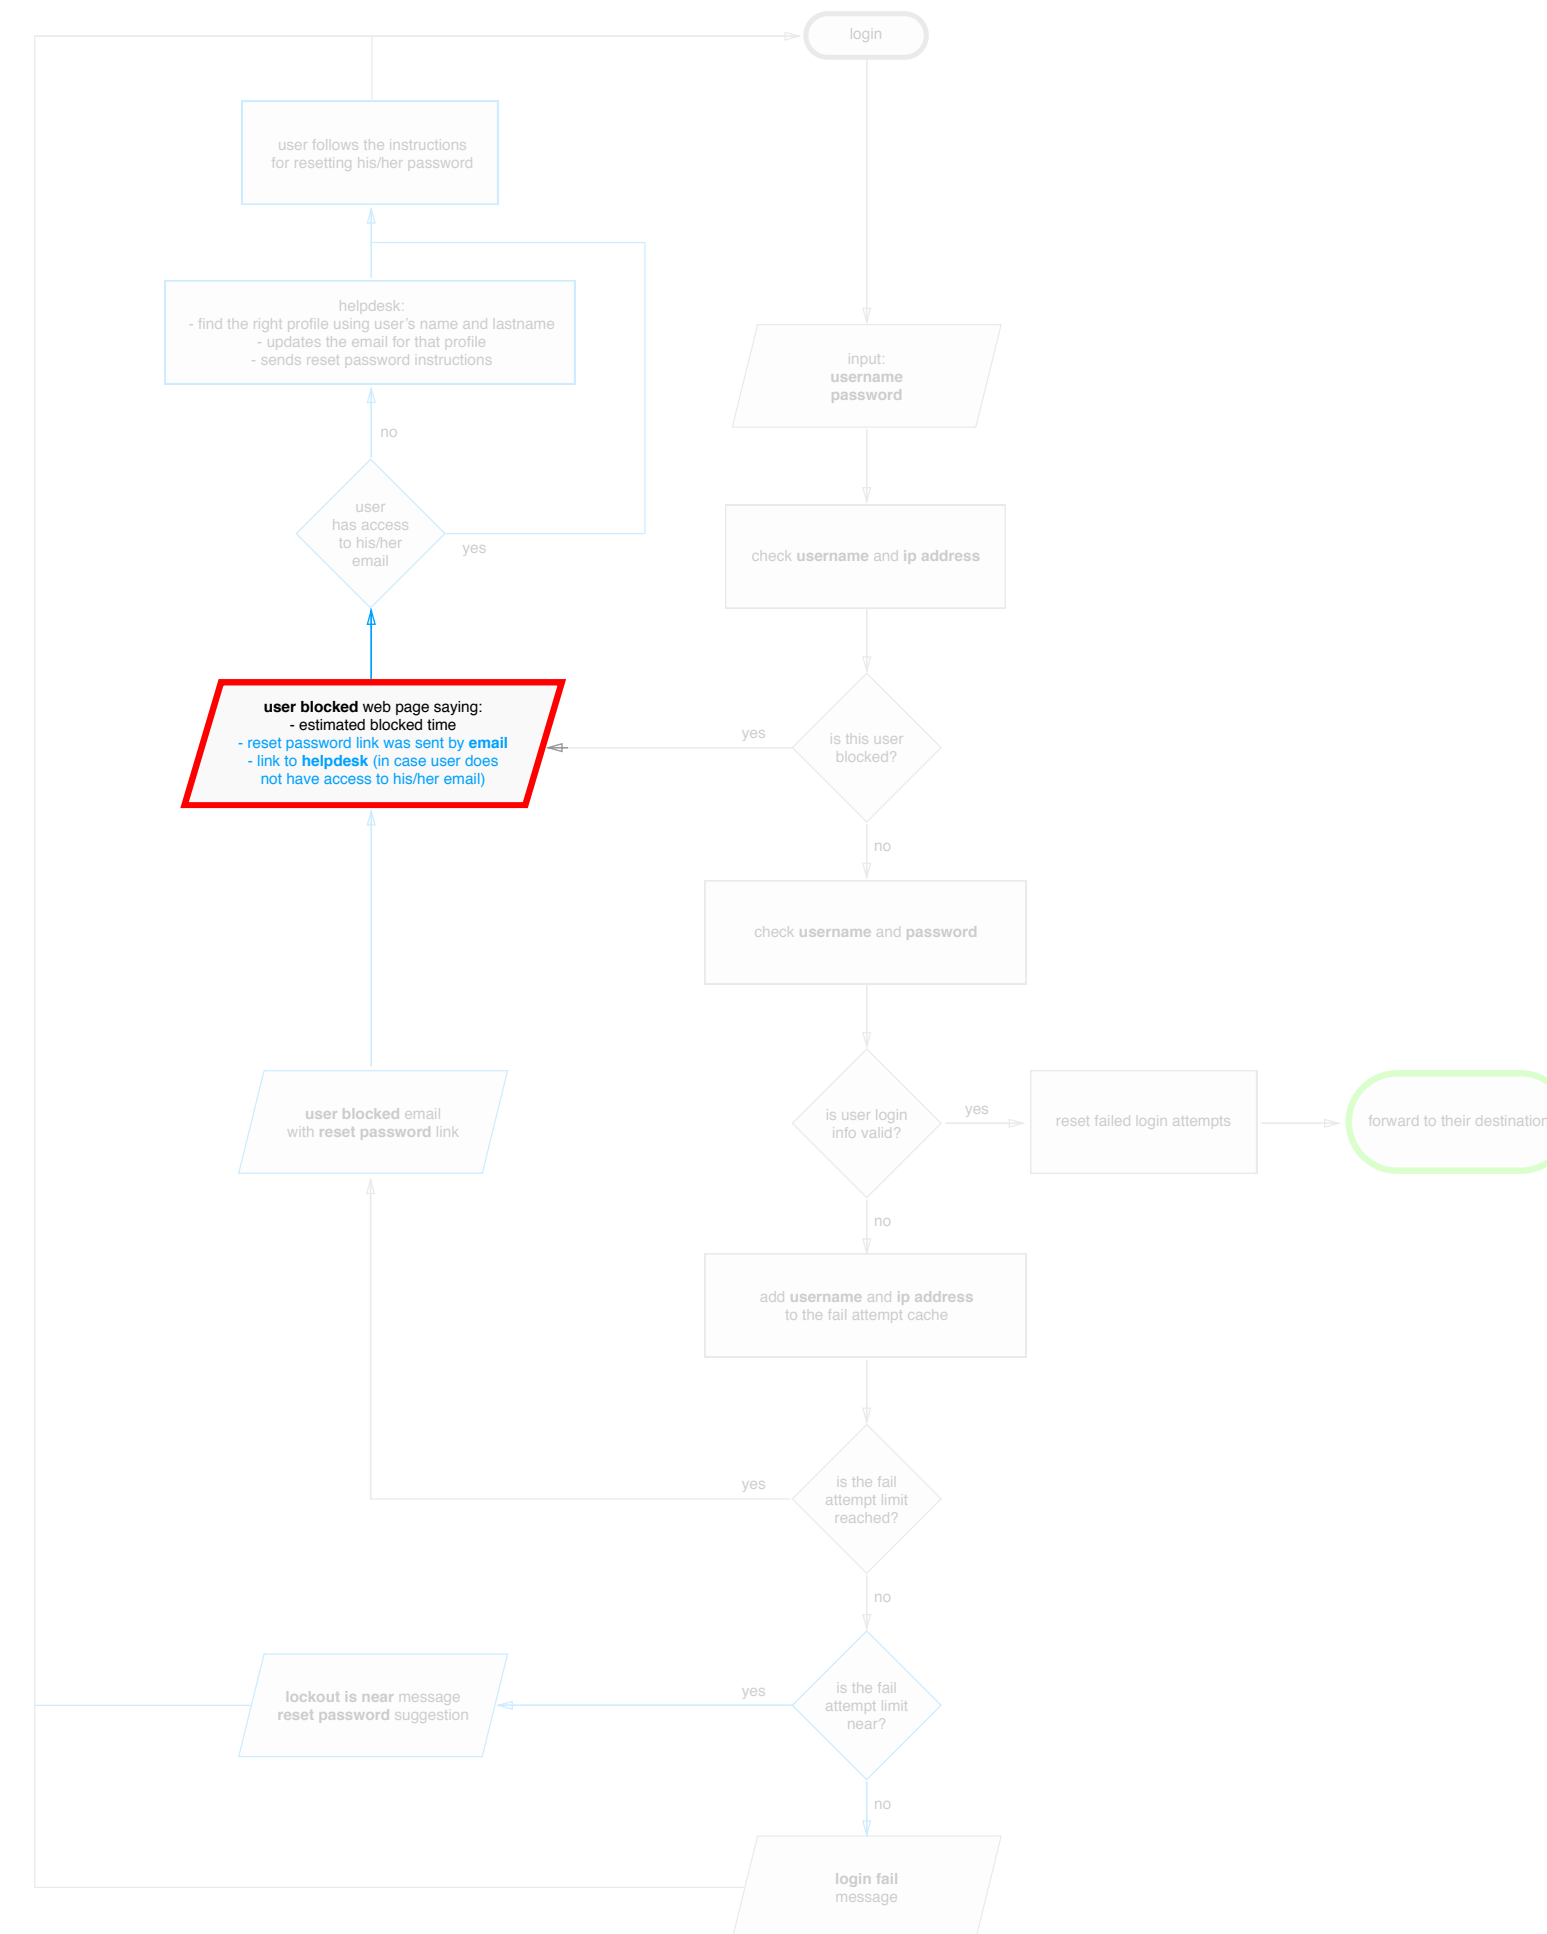 login
user follows the instructions
for resetting his/her password
helpdesk:
- find the right profile using user's name and lastname
- updates the email for that profile
- sends reset password instructions
input:
username
password
no
user
has access
to his/her
email
yes
check username and ip address
user blocked web page saying:
- estimated blocked time
- reset password link was sent by email
- link to helpdesk (in case user does
not have access to his/her email)
yes
is this user
blocked?
no
check username and password
user blocked email
with reset password link
is user login
info valid?
yes
reset failed login attempts
forward to their destination
no
add username and ip address
to the fail attempt cache
yes
is the fail
attempt limit
reached?
no
lockout is near message
reset password suggestion
yes
is the fail
attempt limit
near?
no
login fail
message